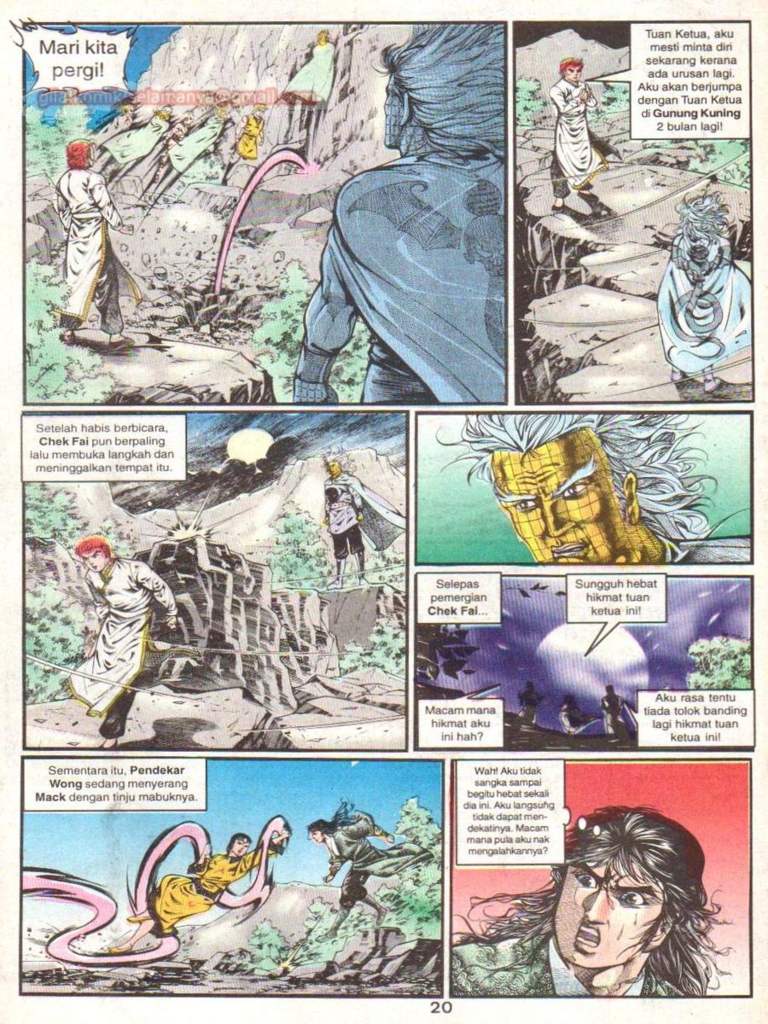 Mari kita
pergi!
Tuan Ketua, aku
mesti minta diri
sekarang kerana
ada urusan lagi.
Aku akan berjumpa
dengan Tuan Ketua
di Gunung Kuning
2 bulan lagi!
Setelah habis berbicara,
Chek Fai pun berpaling
lalu membuka langkah dan
meninggalkan tempat itu.
Selepas
pemergian
Chek Fai...
Sungguh hebat
hikmat tuan
ketua ini!
Macam mana
hikmat aku
ini hah?
Aku rasa tentu
tiada tolok banding
lagi hikmat tuan
ketua ini!
Sementara itu, Pendekar
Wong sedang menyerang
Mack dengan tinju mabuknya.
Wah! Aku tidak
sangka sampai
begitu hebat sekali
dia ini. Aku langsung
tidak dapat men-
dekatinya. Macam
mana pula aku nak
mengalahkannya?
20